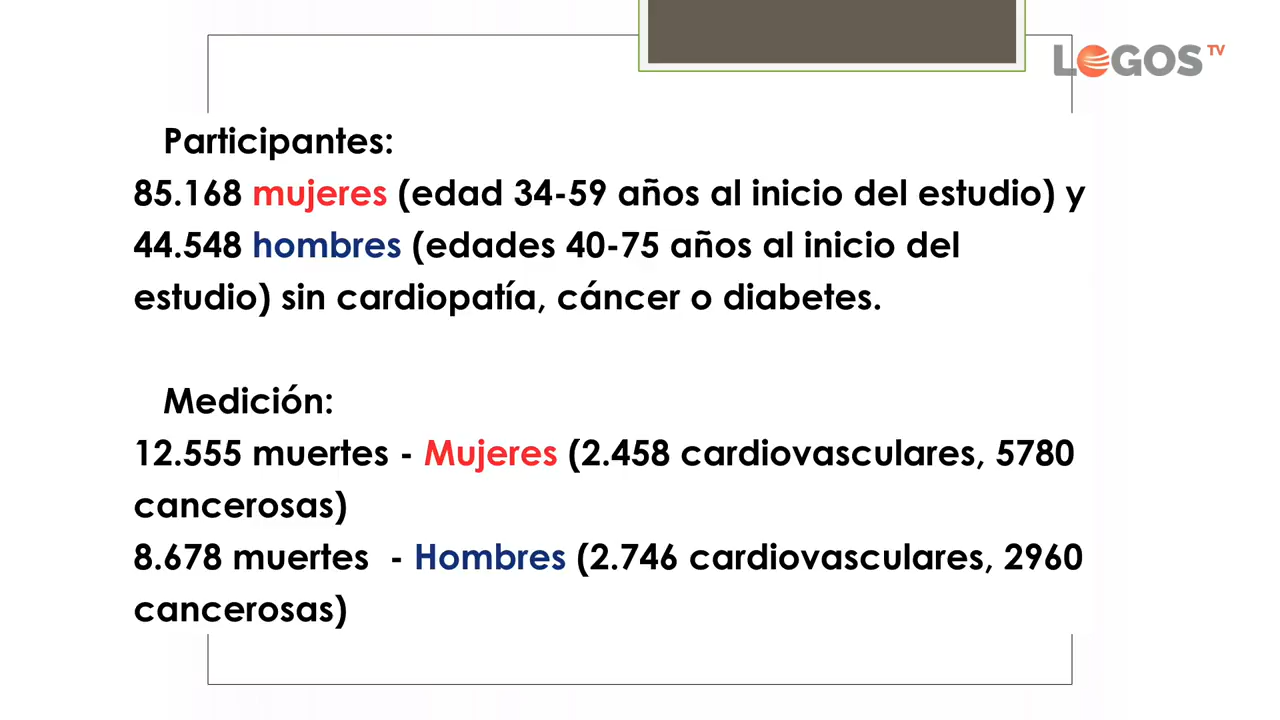 LOGOS TV
Participantes:
85.168 mujeres (edad 34-59 años al inicio del estudio) y
44.548 hombres (edades 40-75 años al inicio del
estudio) sin cardiopatía, cáncer o diabetes.
Medición:
12.555 muertes - Mujeres (2.458 cardiovasculares, 5780
cancerosas)
8.678 muertes  - Hombres (2.746 cardiovasculares, 2960
cancerosas)